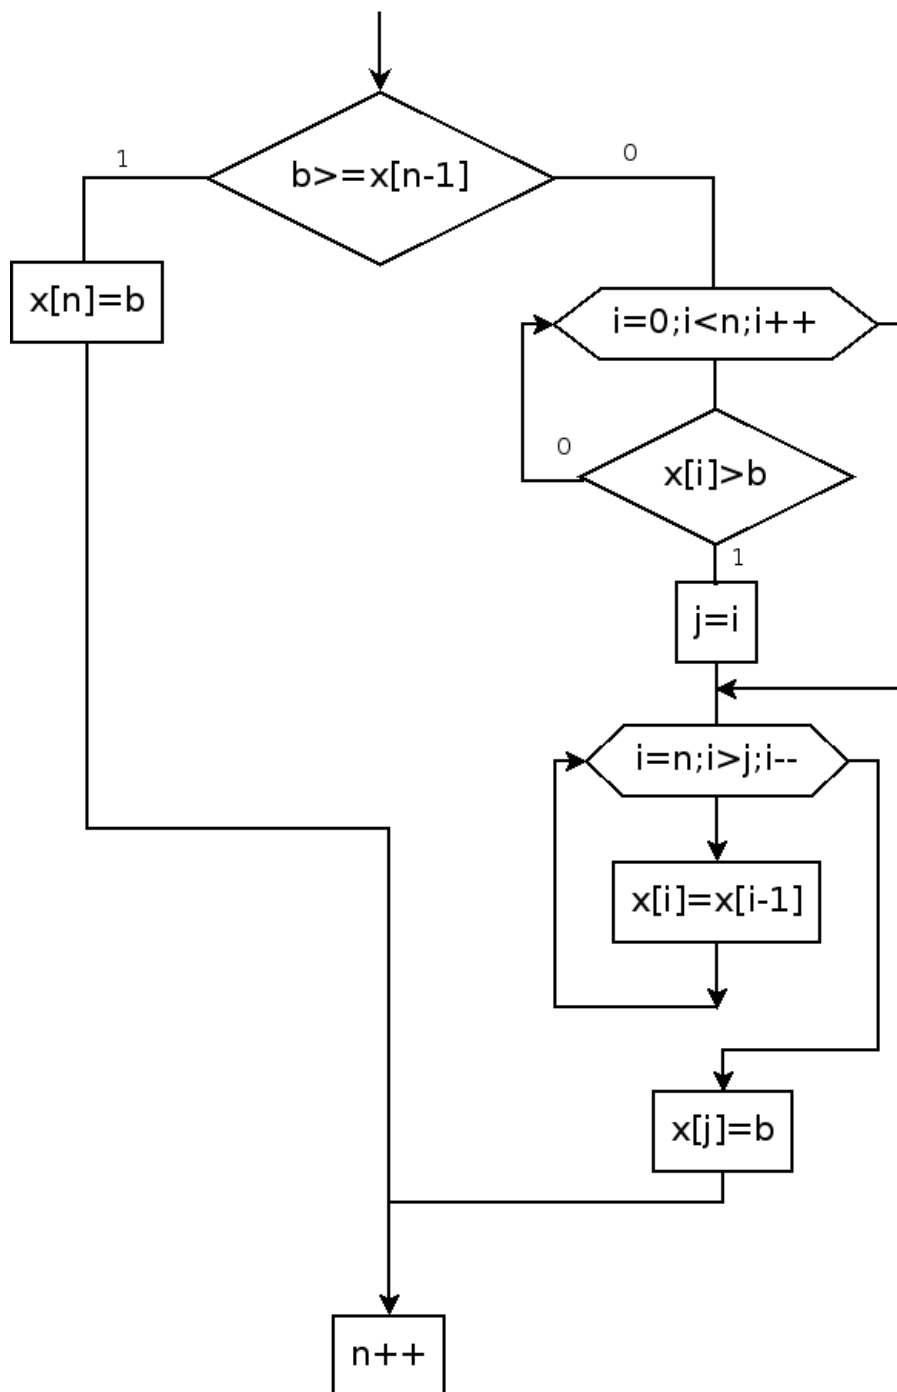 b>=x[n-1]
1
0
x[n]=b
i=0;i<n;i++
0
x[i]>b
1
j=i
i=n;i>j;i--
x[i]=x[i-1]
x[j]=b
n++